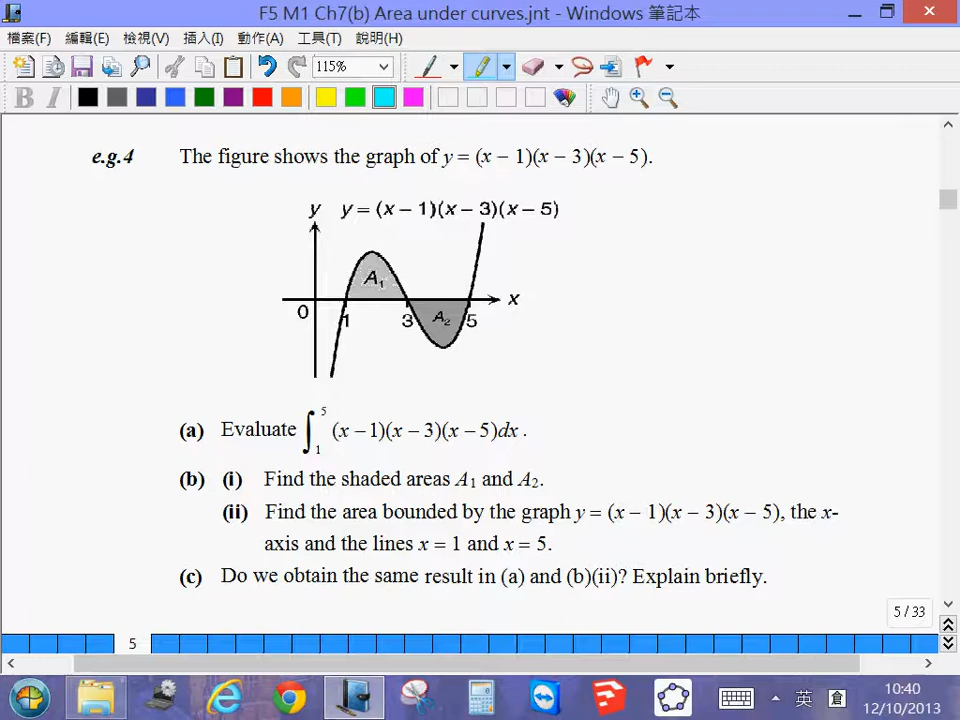 F5 M1 Ch7(b) Area under curves.jnt - Windows 筆記本
檔案(F) 編輯(E) 檢視(V) 插入(I) 動作(A) 工具(T) 說明(H)
115%
B I
e.g.4 The figure shows the graph of y = (x − 1)(x − 3)(x − 5).
y y = (x − 1)(x − 3)(x − 5)
A₁
x
0 1 3 A₂ 5
(a) Evaluate ∫₁⁵ (x − 1)(x − 3)(x − 5)dx .
(b) (i) Find the shaded areas A₁ and A₂.
(ii) Find the area bounded by the graph y = (x − 1)(x − 3)(x − 5), the x-
axis and the lines x = 1 and x = 5.
(c) Do we obtain the same result in (a) and (b)(ii)? Explain briefly.
5 / 33
5
英 倉
10:40
12/10/2013